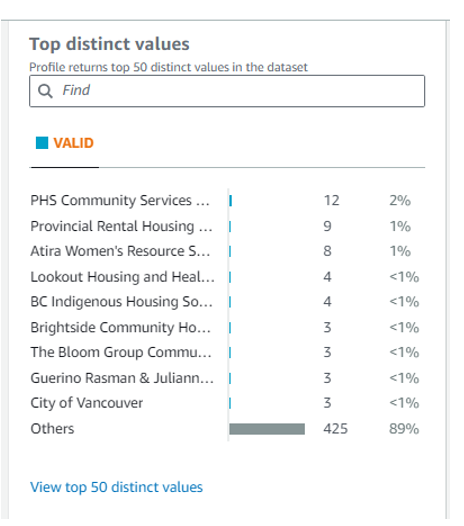 Top distinct values
Profile returns top 50 distinct values in the dataset
Find
VALID
PHS Community Services ... 12 2%
Provincial Rental Housing ... 9 1%
Atira Women's Resource S... 8 1%
Lookout Housing and Heal... 4 <1%
BC Indigenous Housing So... 4 <1%
Brightside Community Ho... 3 <1%
The Bloom Group Commu... 3 <1%
Guerino Rasman & Juliann... 3 <1%
City of Vancouver 3 <1%
Others 425 89%
View top 50 distinct values